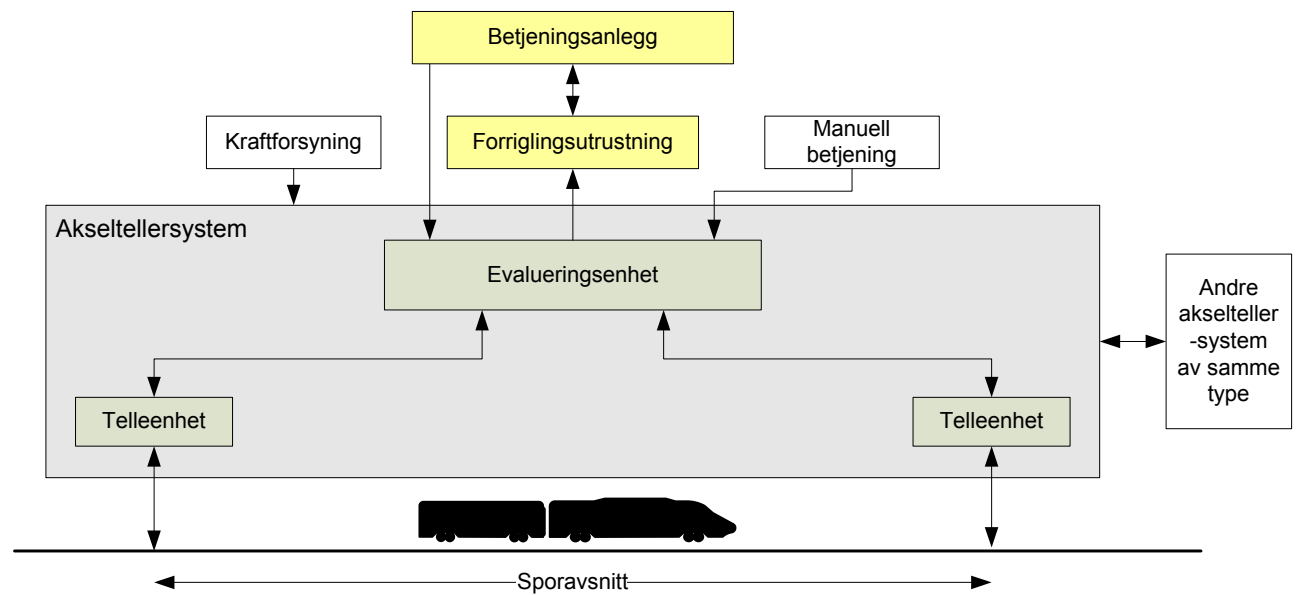 Betjeningsanlegg
Kraftforsyning
Forriglingsutrustning
Manuell
betjening
Akseltellersystem
Evalueringsenhet
Andre
akselteller
-system
av samme
type
Telleenhet
Telleenhet
Sporavsnitt